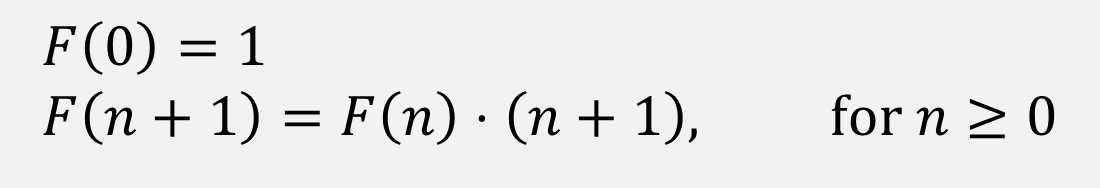 F(0) = 1
F(n + 1) = F(n) · (n + 1), for n ≥ 0